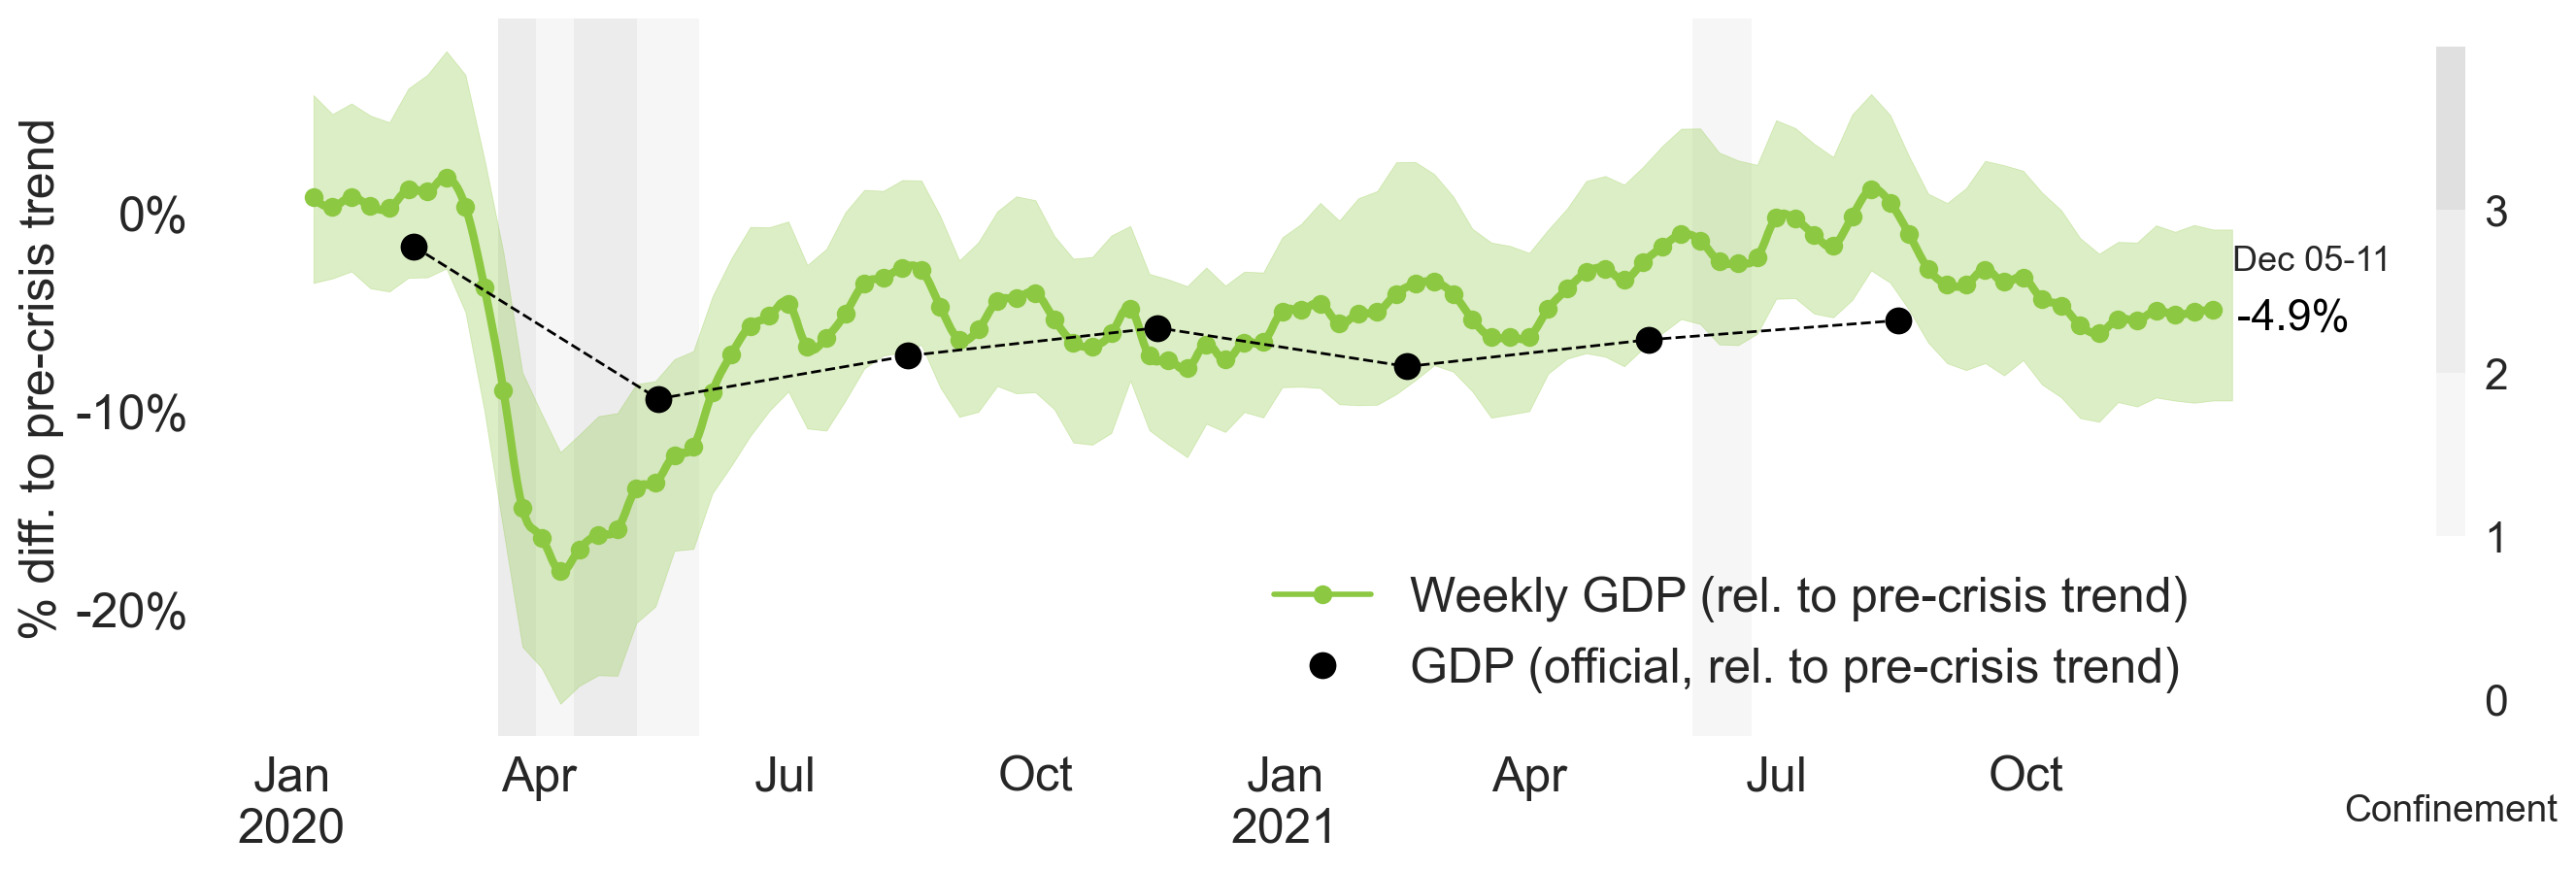 % diff. to pre-crisis trend
0%
-10%
-20%
Dec 05-11
-4.9%
3
2
1
0
Weekly GDP (rel. to pre-crisis trend)
GDP (official, rel. to pre-crisis trend)
Jan Apr Jul Oct Jan Apr Jul Oct
2020 2021
Confinement